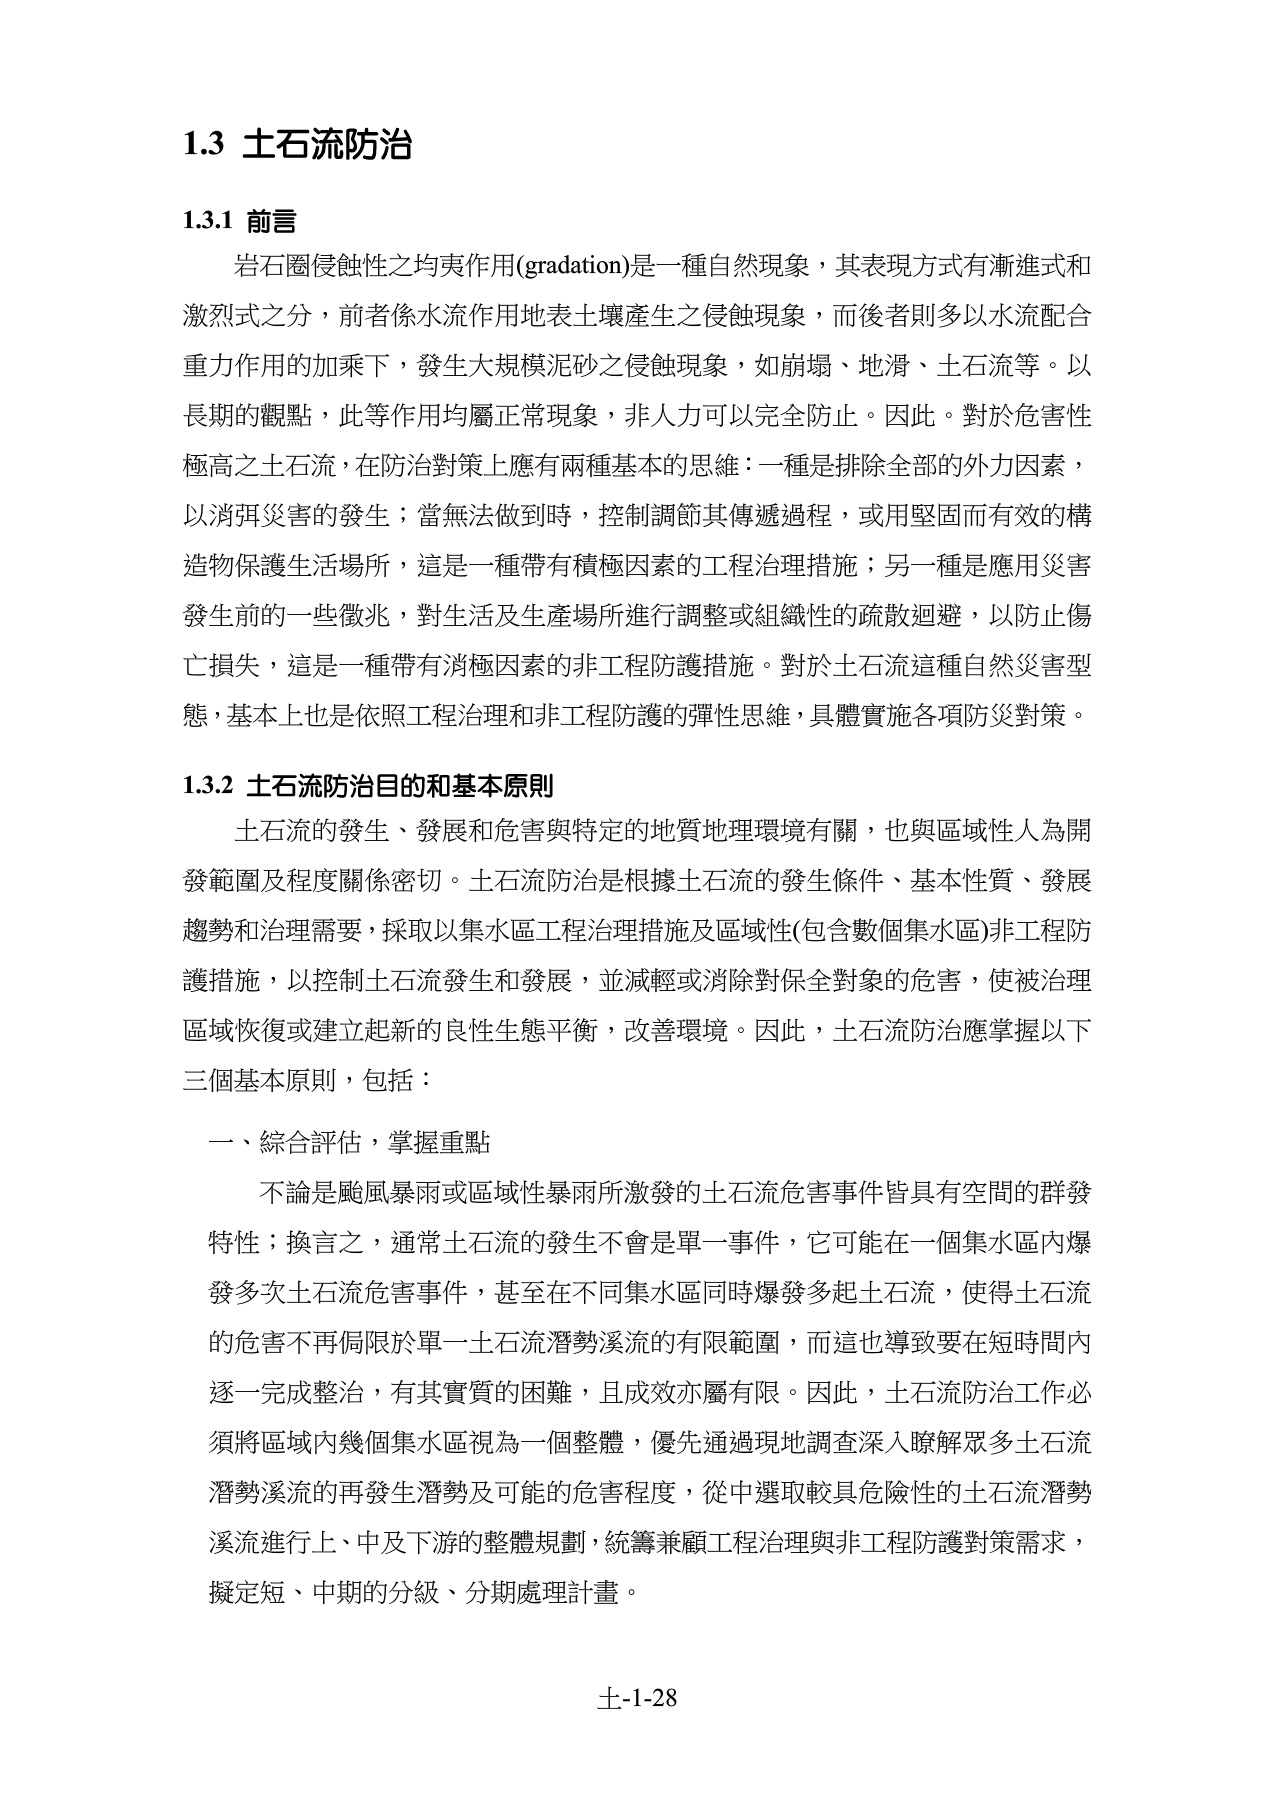 1.3 土石流防治
1.3.1 前言
岩石圈侵蝕性之均夷作用(gradation)是一種自然現象，其表現方式有漸進式和
激烈式之分，前者係水流作用地表土壤產生之侵蝕現象，而後者則多以水流配合
重力作用的加乘下，發生大規模泥砂之侵蝕現象，如崩塌、地滑、土石流等。以
長期的觀點，此等作用均屬正常現象，非人力可以完全防止。因此。對於危害性
極高之土石流，在防治對策上應有兩種基本的思維：一種是排除全部的外力因素，
以消弭災害的發生；當無法做到時，控制調節其傳遞過程，或用堅固而有效的構
造物保護生活場所，這是一種帶有積極因素的工程治理措施；另一種是應用災害
發生前的一些徵兆，對生活及生產場所進行調整或組織性的疏散迴避，以防止傷
亡損失，這是一種帶有消極因素的非工程防護措施。對於土石流這種自然災害型
態，基本上也是依照工程治理和非工程防護的彈性思維，具體實施各項防災對策。
1.3.2 土石流防治目的和基本原則
土石流的發生、發展和危害與特定的地質地理環境有關，也與區域性人為開
發範圍及程度關係密切。土石流防治是根據土石流的發生條件、基本性質、發展
趨勢和治理需要，採取以集水區工程治理措施及區域性(包含數個集水區)非工程防
護措施，以控制土石流發生和發展，並減輕或消除對保全對象的危害，使被治理
區域恢復或建立起新的良性生態平衡，改善環境。因此，土石流防治應掌握以下
三個基本原則，包括：
一、綜合評估，掌握重點
不論是颱風暴雨或區域性暴雨所激發的土石流危害事件皆具有空間的群發
特性；換言之，通常土石流的發生不會是單一事件，它可能在一個集水區內爆
發多次土石流危害事件，甚至在不同集水區同時爆發多起土石流，使得土石流
的危害不再侷限於單一土石流潛勢溪流的有限範圍，而這也導致要在短時間內
逐一完成整治，有其實質的困難，且成效亦屬有限。因此，土石流防治工作必
須將區域內幾個集水區視為一個整體，優先通過現地調查深入瞭解眾多土石流
潛勢溪流的再發生潛勢及可能的危害程度，從中選取較具危險性的土石流潛勢
溪流進行上、中及下游的整體規劃，統籌兼顧工程治理與非工程防護對策需求，
擬定短、中期的分級、分期處理計畫。
土-1-28